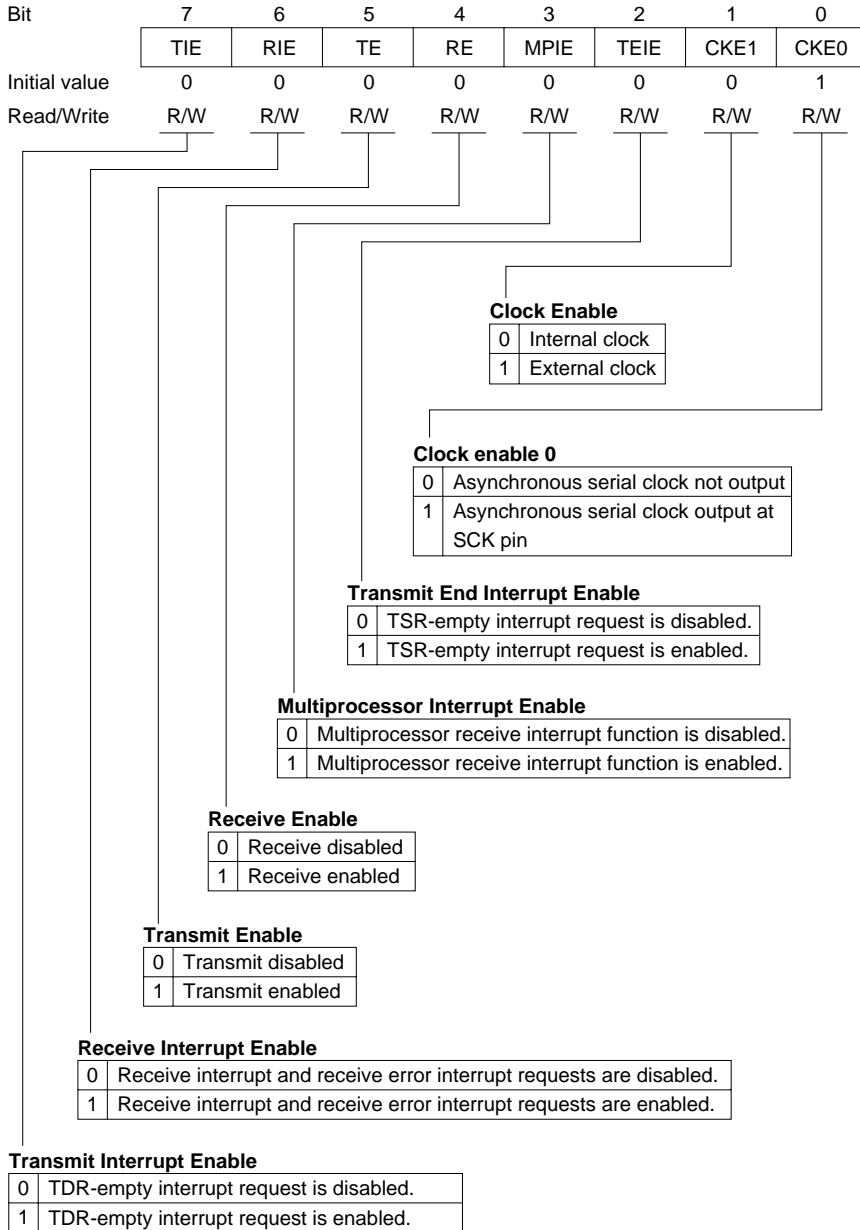 Bit 7 6 5 4 3 2 1 0
TIE RIE TE RE MPIE TEIE CKE1 CKE0
Initial value 0 0 0 0 0 0 0 1
Read/Write R/W R/W R/W R/W R/W R/W R/W R/W
Clock Enable
0 Internal clock
1 External clock
Clock enable 0
0 Asynchronous serial clock not output
1 Asynchronous serial clock output at
SCK pin
Transmit End Interrupt Enable
0 TSR-empty interrupt request is disabled.
1 TSR-empty interrupt request is enabled.
Multiprocessor Interrupt Enable
0 Multiprocessor receive interrupt function is disabled.
1 Multiprocessor receive interrupt function is enabled.
Receive Enable
0 Receive disabled
1 Receive enabled
Transmit Enable
0 Transmit disabled
1 Transmit enabled
Receive Interrupt Enable
0 Receive interrupt and receive error interrupt requests are disabled.
1 Receive interrupt and receive error interrupt requests are enabled.
Transmit Interrupt Enable
0 TDR-empty interrupt request is disabled.
1 TDR-empty interrupt request is enabled.